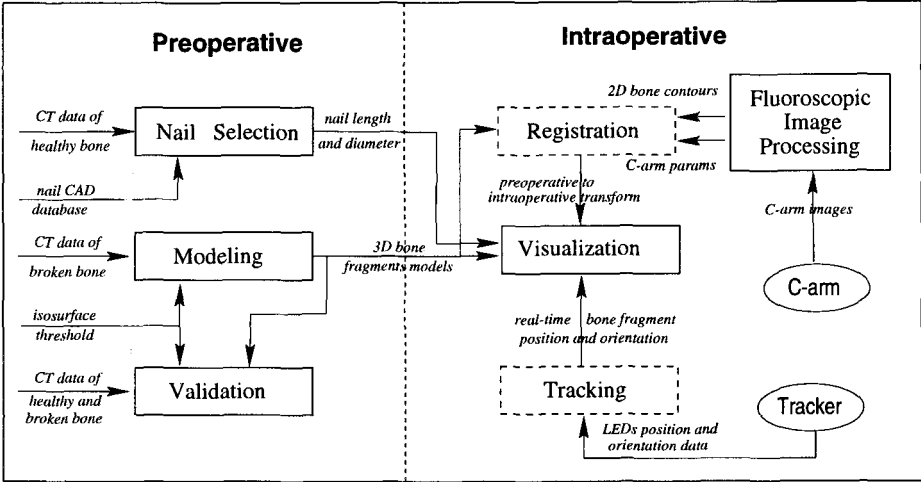 Preoperative
Intraoperative
CT data of
healthy bone
Nail Selection
nail length
and diameter
nail CAD
database
CT data of
broken bone
Modeling
3D bone
fragments models
isosurface
threshold
CT data of
healthy and
broken bone
Validation
2D bone contours
Registration
C-arm params
Fluoroscopic
Image
Processing
preoperative to
intraoperative transform
C-arm images
Visualization
C-arm
real-time bone fragment
position and orientation
Tracking
Tracker
LEDs position and
orientation data